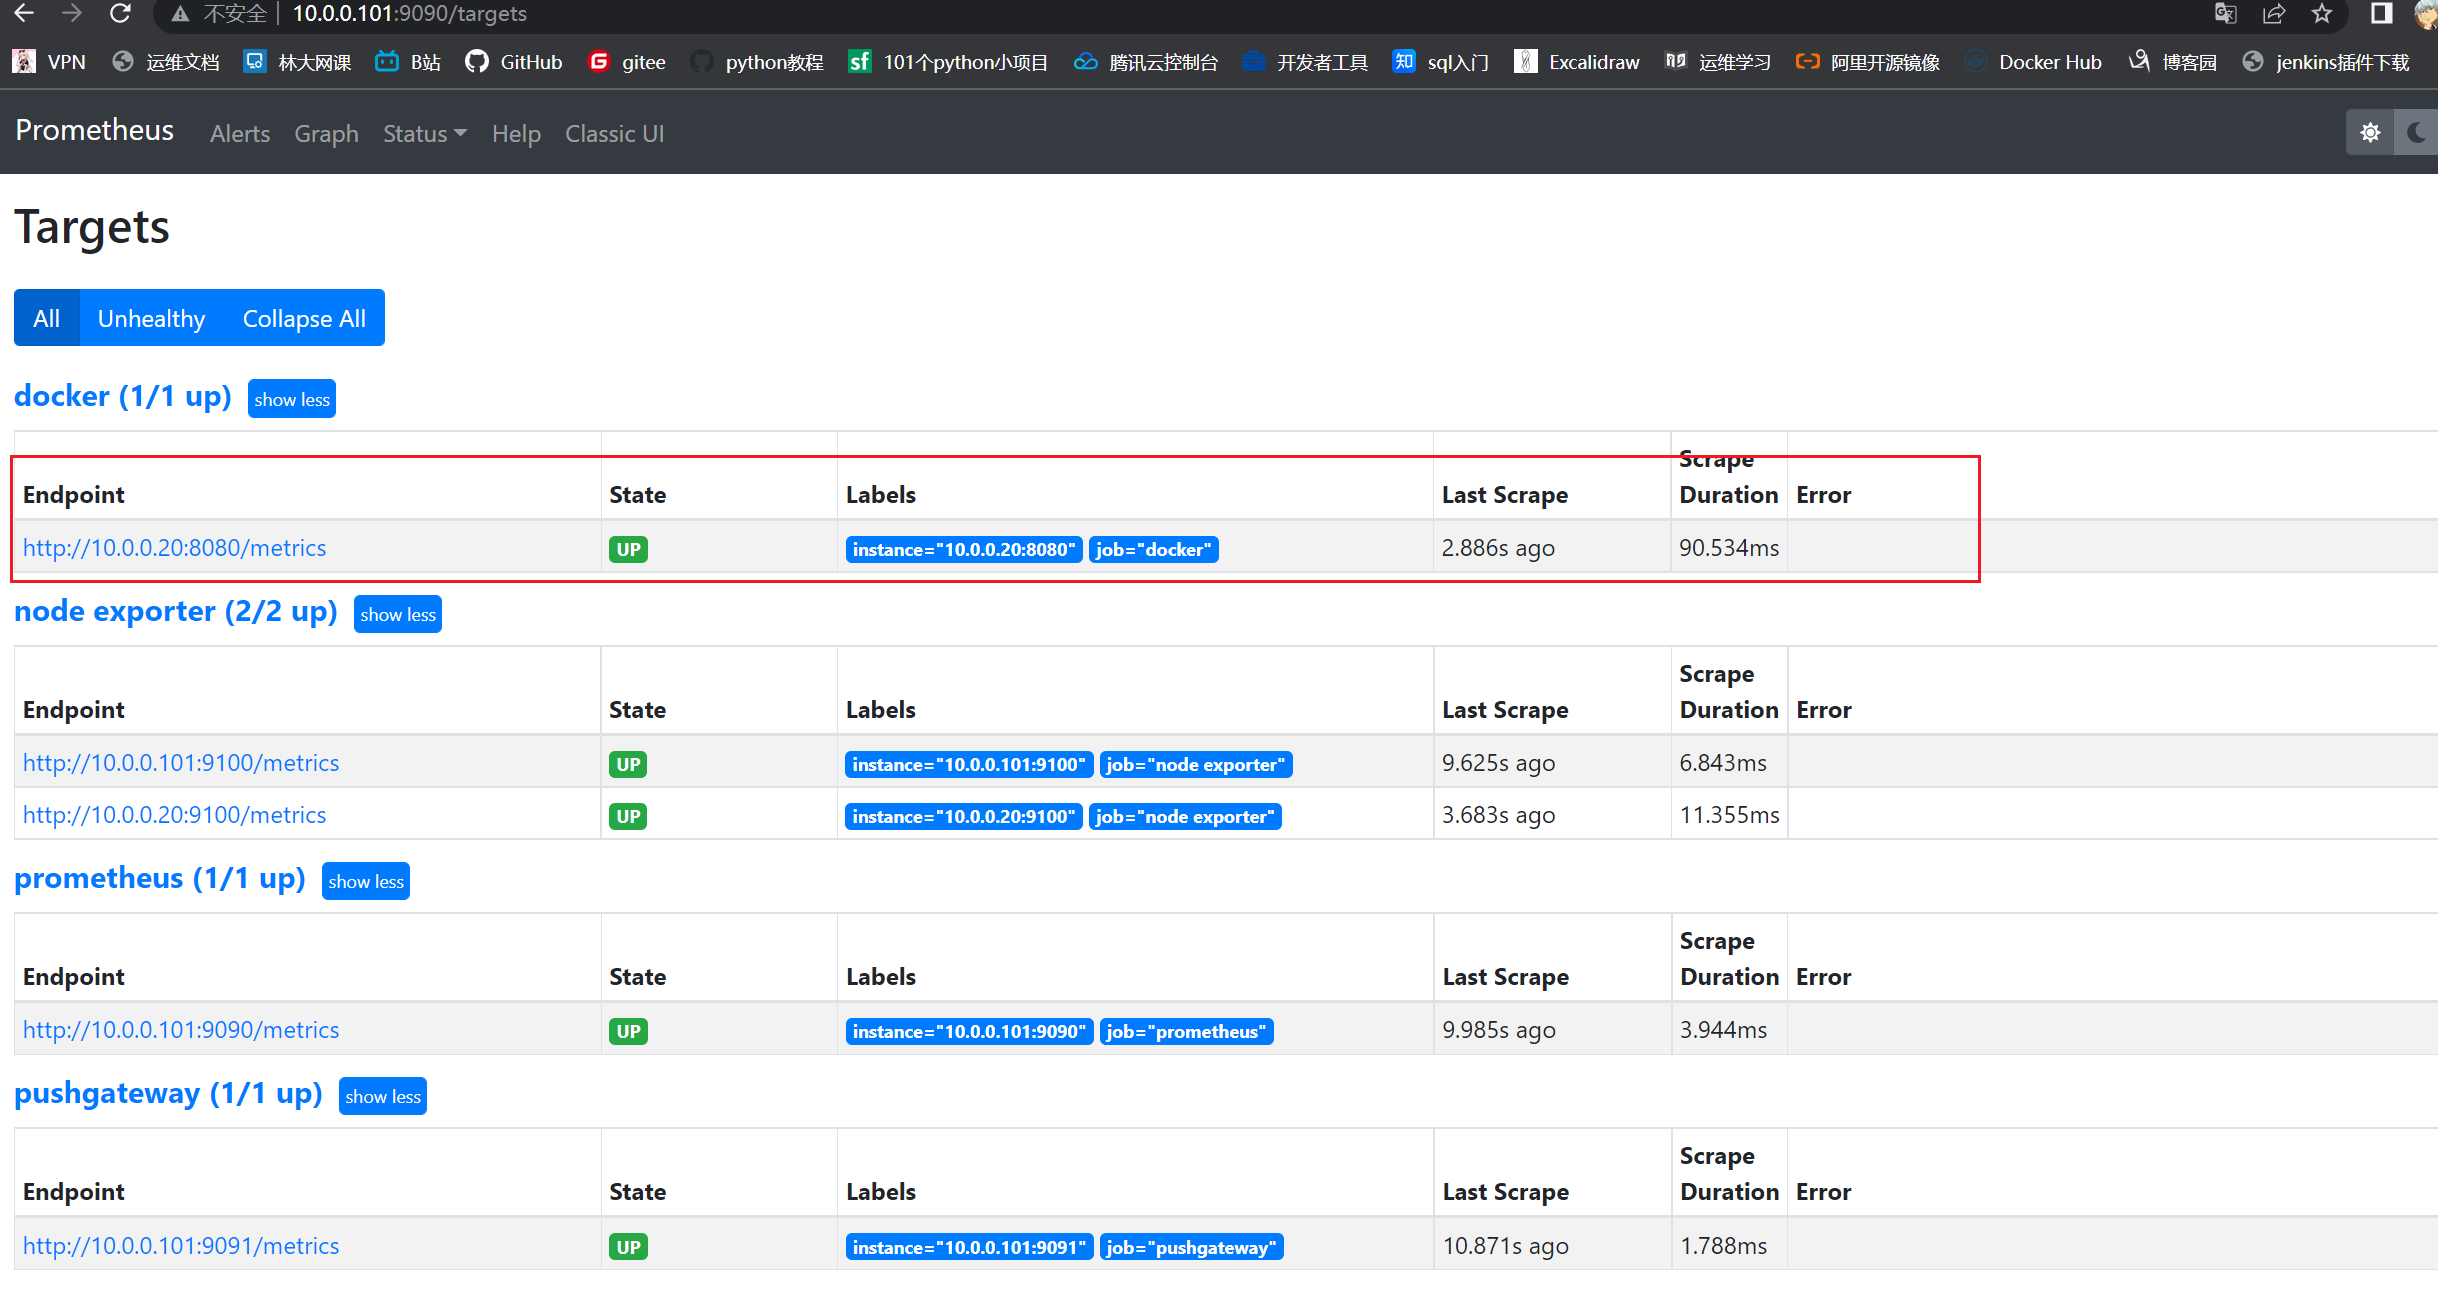 不安全 | 10.0.0.101:9090/targets
VPN 运维文档 林大网课 B站 GitHub gitee python教程 sf 101个python小项目 腾讯云控制台 开发者工具 知 sql入门 Excalidraw 运维学习 阿里开源镜像 Docker Hub 博客园 jenkins插件下载
Prometheus Alerts Graph Status Help Classic UI
Targets
All Unhealthy Collapse All
docker (1/1 up) show less
Endpoint State Labels Last Scrape Scrape Duration Error
http://10.0.0.20:8080/metrics UP instance="10.0.0.20:8080" job="docker" 2.886s ago 90.534ms
node exporter (2/2 up) show less
Endpoint State Labels Last Scrape Scrape Duration Error
http://10.0.0.101:9100/metrics UP instance="10.0.0.101:9100" job="node exporter" 9.625s ago 6.843ms
http://10.0.0.20:9100/metrics UP instance="10.0.0.20:9100" job="node exporter" 3.683s ago 11.355ms
prometheus (1/1 up) show less
Endpoint State Labels Last Scrape Scrape Duration Error
http://10.0.0.101:9090/metrics UP instance="10.0.0.101:9090" job="prometheus" 9.985s ago 3.944ms
pushgateway (1/1 up) show less
Endpoint State Labels Last Scrape Scrape Duration Error
http://10.0.0.101:9091/metrics UP instance="10.0.0.101:9091" job="pushgateway" 10.871s ago 1.788ms